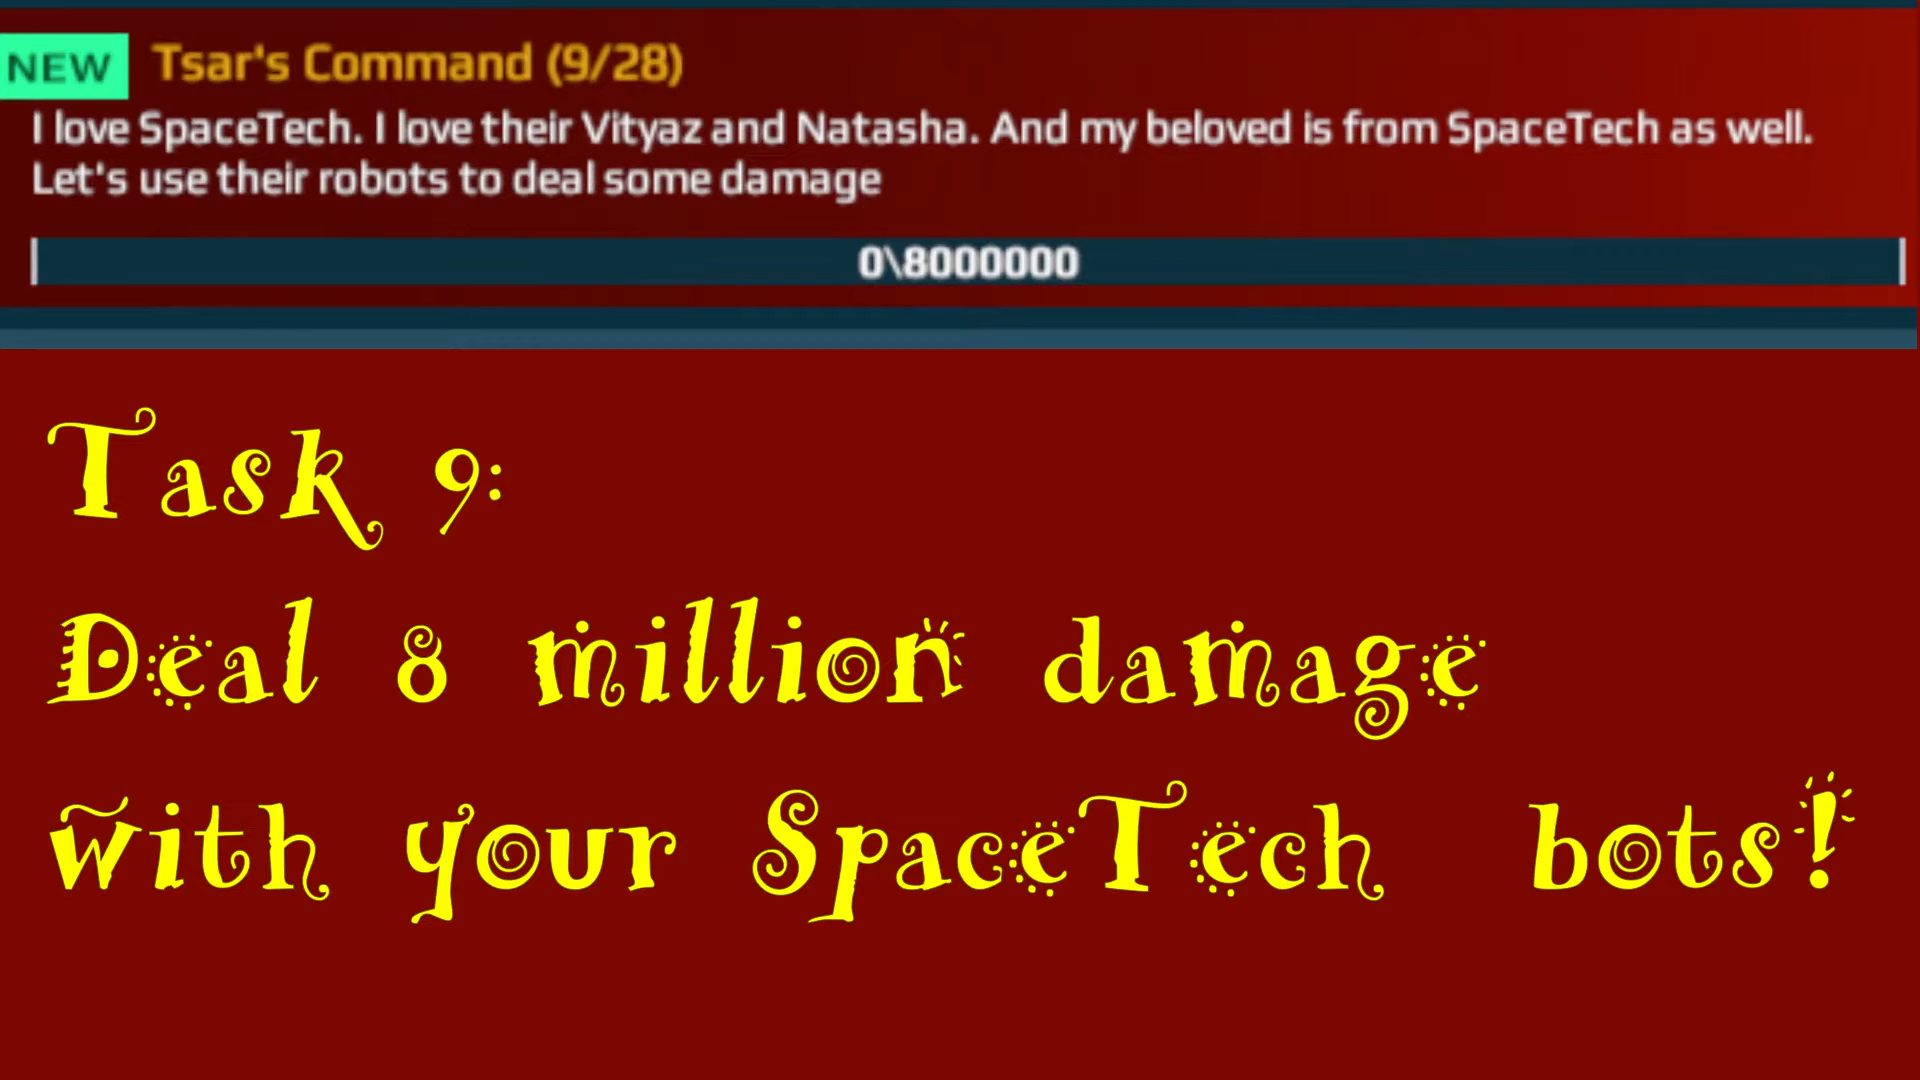 NEW Tsar's Command (9/28)
I love SpaceTech. I love their Vityaz and Natasha. And my beloved is from SpaceTech as well.
Let's use their robots to deal some damage
0\8000000
Task 9:
Deal 8 million damage
with your SpaceTech bots!